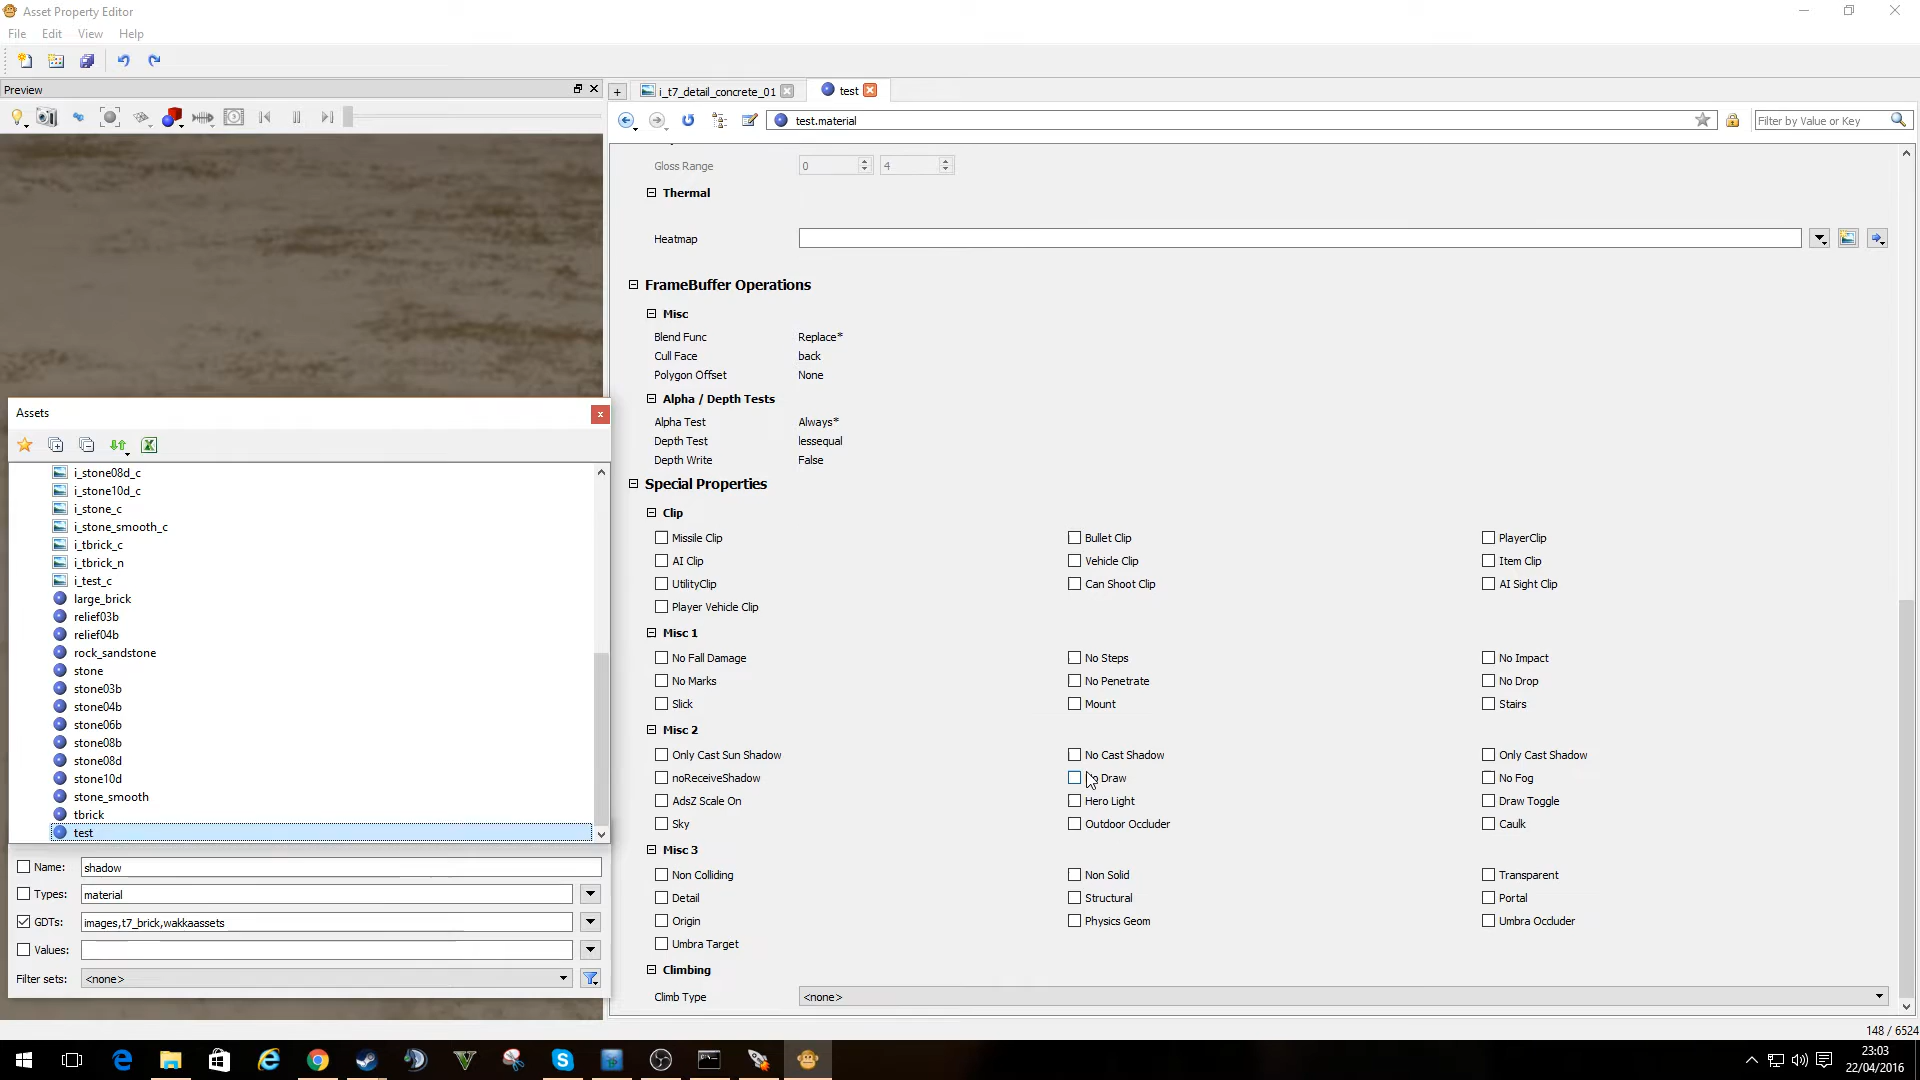 Asset Property Editor
File Edit View Help
Preview
i_t7_detail_concrete_01
test
test.material
Filter by Value or Key
Gloss Range 0 4
Thermal
Heatmap
FrameBuffer Operations
Misc
Blend Func Replace*
Cull Face back
Polygon Offset None
Alpha / Depth Tests
Alpha Test Always*
Depth Test lessequal
Depth Write False
Special Properties
Clip
Missile Clip Bullet Clip PlayerClip
AI Clip Vehicle Clip Item Clip
UtilityClip Can Shoot Clip AI Sight Clip
Player Vehicle Clip
Misc 1
No Fall Damage No Steps No Impact
No Marks No Penetrate No Drop
Slick Mount Stairs
Misc 2
Only Cast Sun Shadow No Cast Shadow Only Cast Shadow
noReceiveShadow Draw No Fog
AdsZ Scale On Hero Light Draw Toggle
Sky Outdoor Occluder Caulk
Misc 3
Non Colliding Non Solid Transparent
Detail Structural Portal
Origin Physics Geom Umbra Occluder
Umbra Target
Climbing
Climb Type <none>
Assets
i_stone08d_c
i_stone10d_c
i_stone_c
i_stone_smooth_c
i_tbrick_c
i_tbrick_n
i_test_c
large_brick
relief03b
relief04b
rock_sandstone
stone
stone03b
stone04b
stone06b
stone08b
stone08d
stone10d
stone_smooth
tbrick
test
Name: shadow
Types: material
GDTs: images,t7_brick,wakkaassets
Values:
Filter sets: <none>
148 / 6524
23:03
22/04/2016